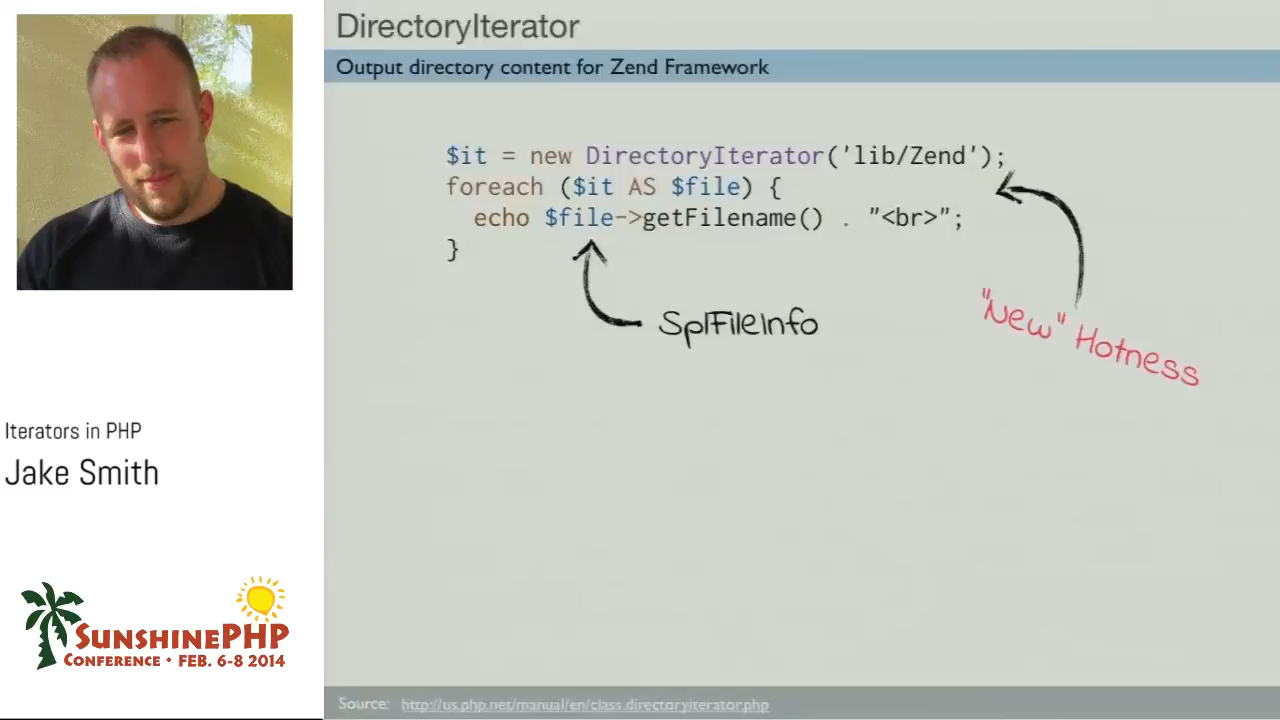 DirectoryIterator
Output directory content for Zend Framework
$it = new DirectoryIterator('lib/Zend');
foreach ($it AS $file) {
echo $file->getFilename() . "<br>";
}
SplFileInfo
"New" Hotness
Iterators in PHP
Jake Smith
SUNSHINEPHP
CONFERENCE • FEB. 6-8 2014
Source: http://us.php.net/manual/en/class.directoryiterator.php